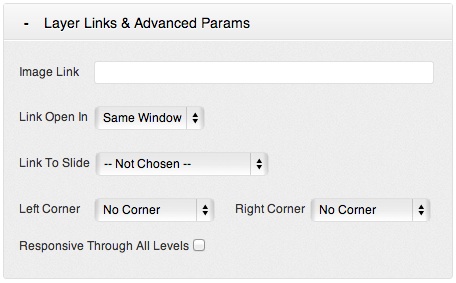 - Layer Links & Advanced Params
Image Link
Link Open In Same Window
Link To Slide -- Not Chosen --
Left Corner No Corner Right Corner No Corner
Responsive Through All Levels